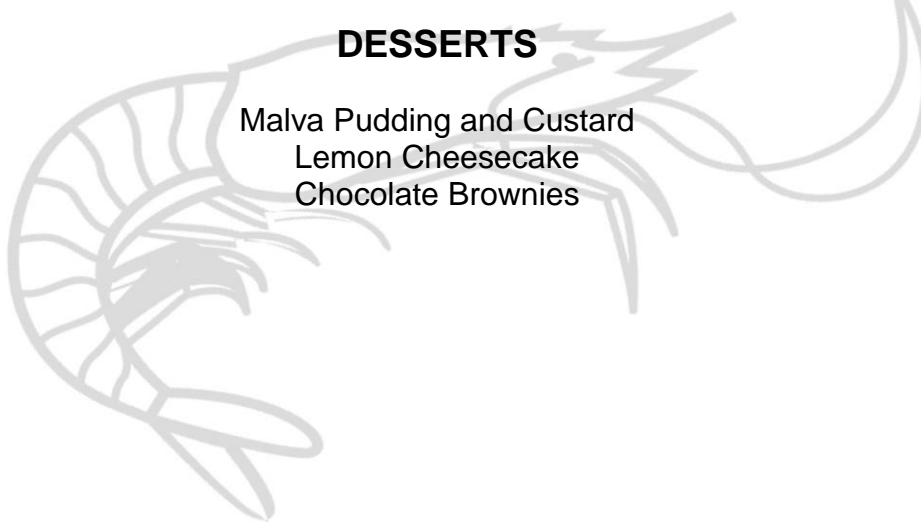 DESSERTS
Malva Pudding and Custard
Lemon Cheesecake
Chocolate Brownies